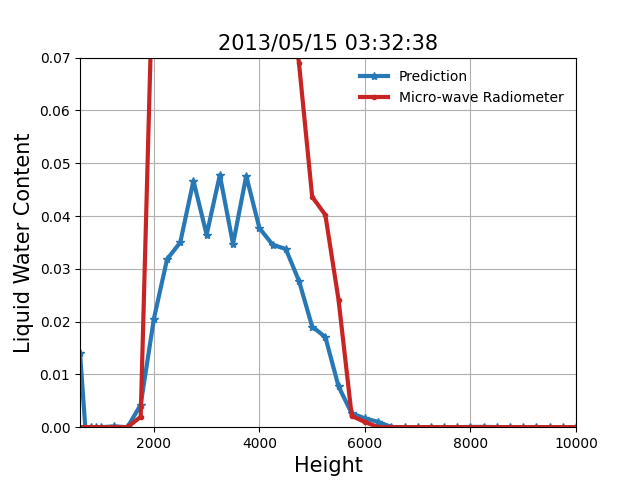 2013/05/15 03:32:38
0.07
0.06
0.05
0.04
0.03
0.02
0.01
0.00
Liquid Water Content
Prediction
Micro-wave Radiometer
2000 4000 6000 8000 10000
Height